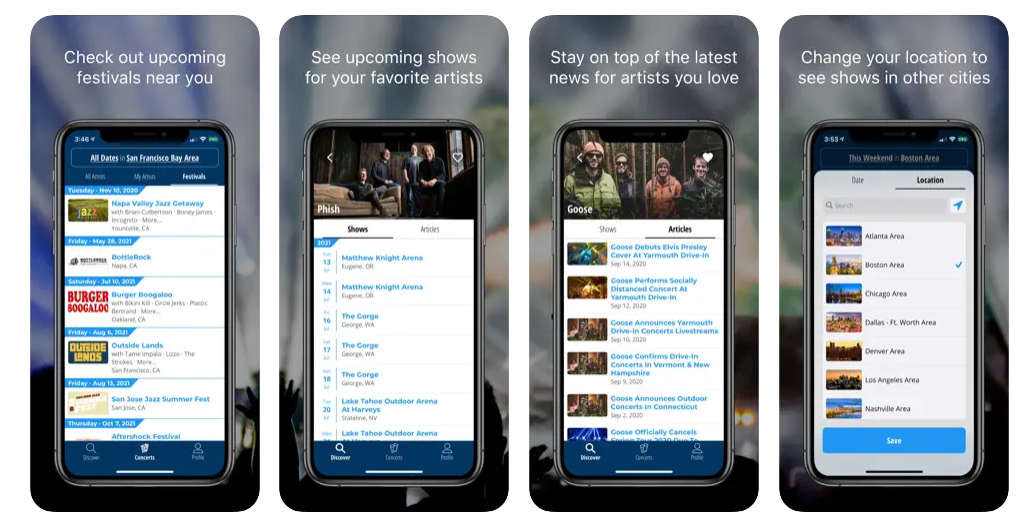 Check out upcoming
festivals near you
3:46
All Dates in San Francisco Bay Area
All Artists
My Artists
Festivals
Tuesday - Nov 10, 2020
jazz
Napa Valley Jazz Getaway
with Brian Culbertson · Boney James ·
Incognito · More...
Yountville, CA
Friday - May 28, 2021
BOTTLEROCK
BottleRock
Napa, CA
Saturday - Jul 10, 2021
BURGER
BOOGALOO
Burger Boogaloo
with Bikini Kill · Circle Jerks · Plastic
Bertrand · More...
Oakland, CA
Friday - Aug 6, 2021
OUTSIDE
LANDS
Outside Lands
with Tame Impala · Lizzo · The
Strokes · More...
San Francisco, CA
Friday - Aug 13, 2021
San Jose Jazz Summer Fest
San Jose, CA
Thursday - Oct 7, 2021
Aftershock Festival
Discover
Concerts
Profile
See upcoming shows
for your favorite artists
Phish
Shows
Articles
2021
Tue
13
Jul
Matthew Knight Arena
Eugene, OR
Wed
14
Jul
Matthew Knight Arena
Eugene, OR
Fri
16
Jul
The Gorge
George, WA
Sat
17
Jul
The Gorge
George, WA
Sun
18
Jul
The Gorge
George, WA
Tue
20
Jul
Lake Tahoe Outdoor Arena
At Harveys
Stateline, NV
Lake Tahoe Outdoor Arena
Discover
Concerts
Profile
Stay on top of the latest
news for artists you love
Goose
Shows
Articles
Goose Debuts Elvis Presley
Cover At Yarmouth Drive-In
Sep 14, 2020
Goose Performs Socially
Distanced Concert At
Yarmouth Drive-In
Sep 12, 2020
Goose Announces Yarmouth
Drive-in Concerts Livestreams
Sep 10, 2020
Goose Confirms Drive-In
Concerts In Vermont & New
Hampshire
Sep 9, 2020
Goose Announces Outdoor
Concerts In Connecticut
Sep 2, 2020
Goose Officially Cancels
Spring Tour 2020 Due To
Discover
Concerts
Profile
Change your location to
see shows in other cities
3:53
This Weekend in Boston Area
Date
Location
Search
Atlanta Area
Boston Area
Chicago Area
Dallas - Ft. Worth Area
Denver Area
Los Angeles Area
Nashville Area
Save